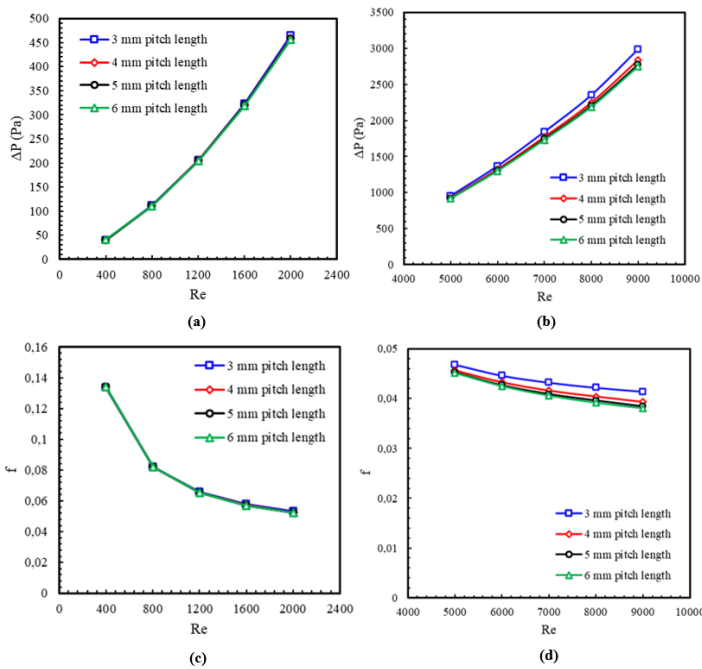 500
450
400
350
300
250
200
150
100
50
0
ΔP (Pa)
3 mm pitch length
4 mm pitch length
5 mm pitch length
6 mm pitch length
0 400 800 1200 1600 2000 2400
Re
(a)
3500
3000
2500
2000
1500
1000
500
0
ΔP (Pa)
3 mm pitch length
4 mm pitch length
5 mm pitch length
6 mm pitch length
4000 5000 6000 7000 8000 9000 10000
Re
(b)
0,16
0,14
0,12
0,1
0,08
0,06
0,04
0,02
0
f
3 mm pitch length
4 mm pitch length
5 mm pitch length
6 mm pitch length
0 400 800 1200 1600 2000 2400
Re
(c)
0,05
0,04
0,03
0,02
0,01
0,00
f
3 mm pitch length
4 mm pitch length
5 mm pitch length
6 mm pitch length
4000 5000 6000 7000 8000 9000 10000
Re
(d)